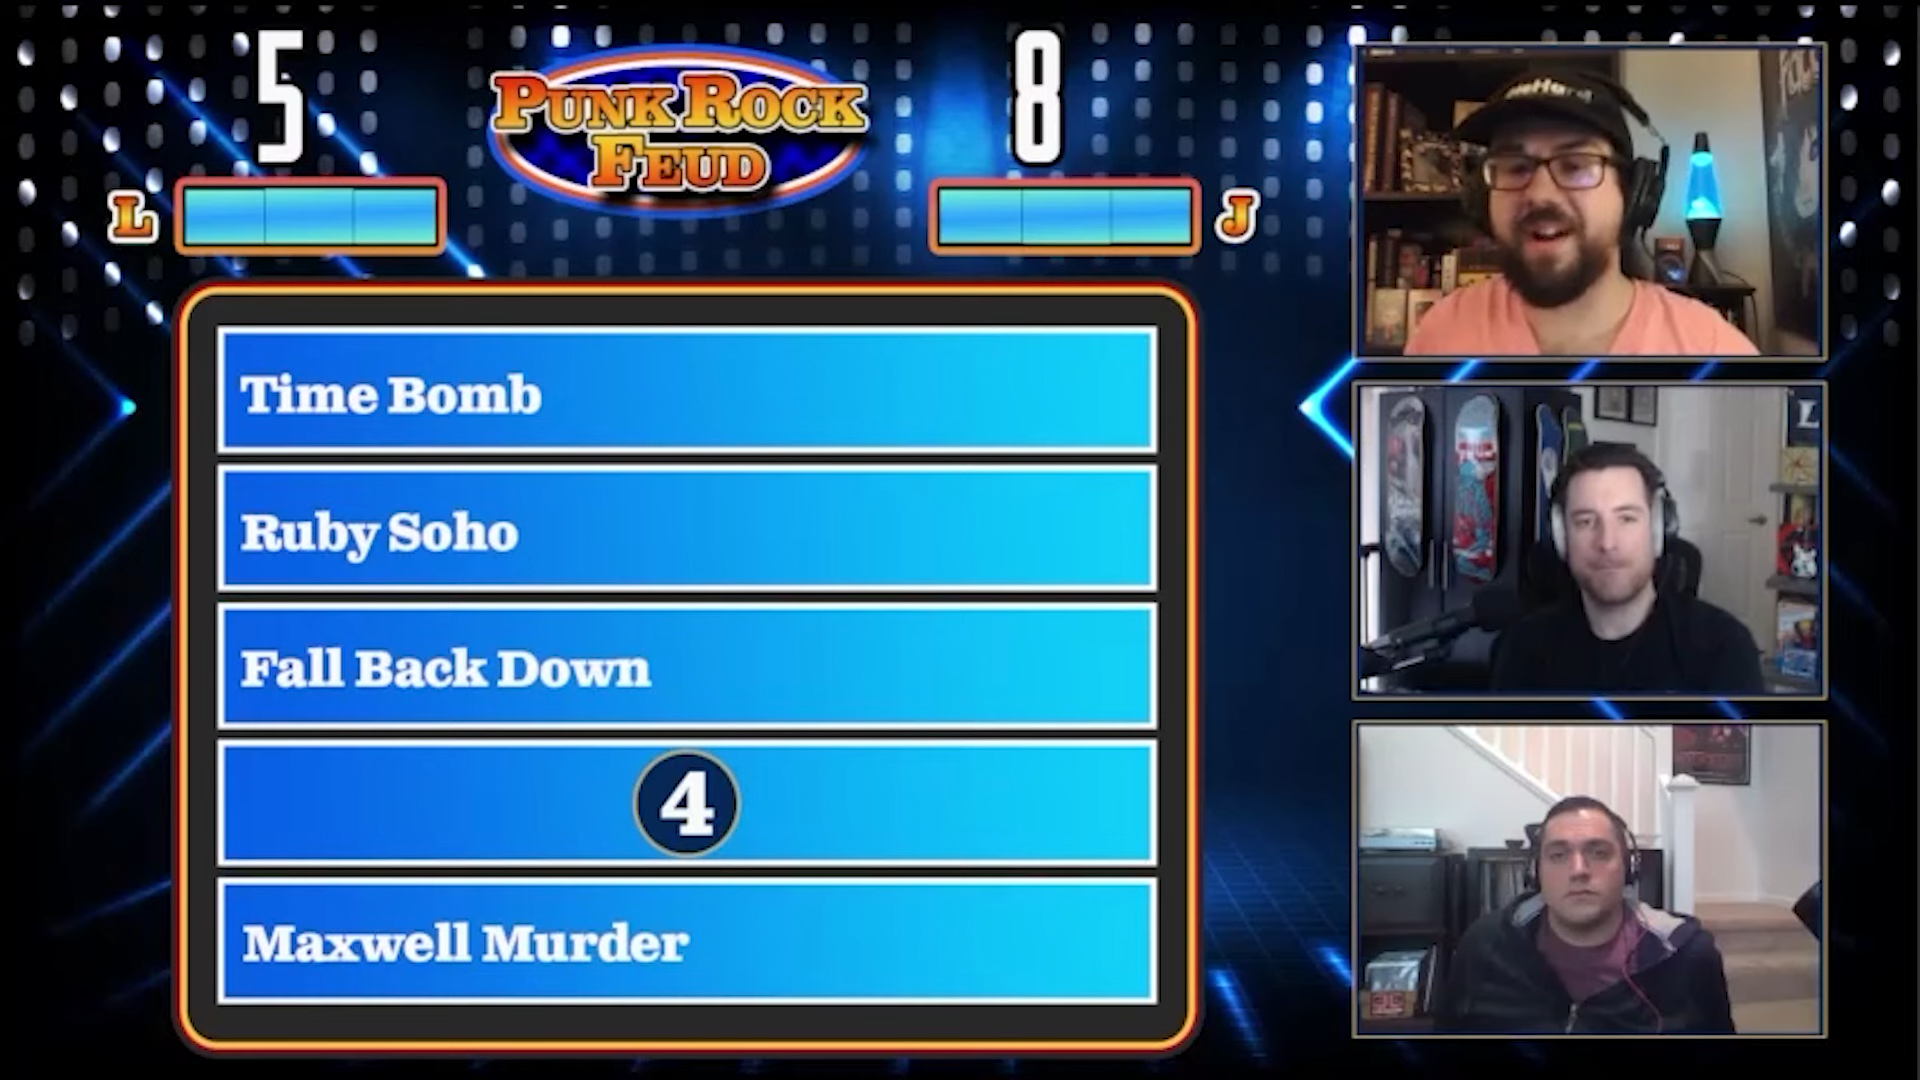 5
PUNK ROCK
FEUD
8
L
J
Time Bomb
Ruby Soho
Fall Back Down
4
Maxwell Murder